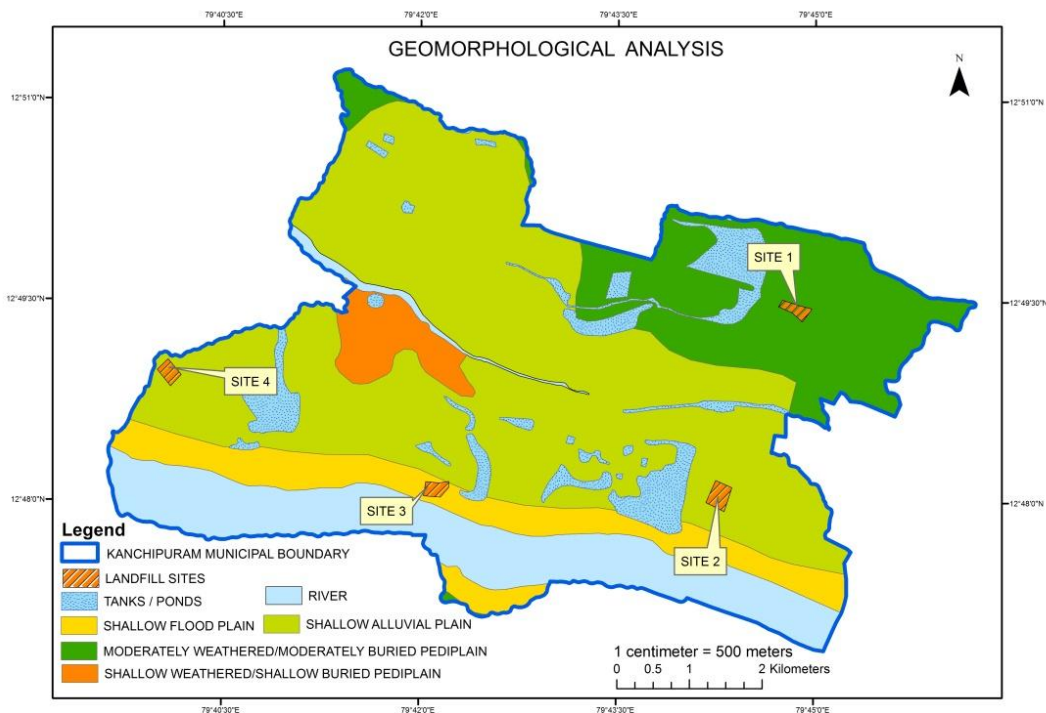 79°40'30"E 79°42'0"E 79°43'30"E 79°45'0"E
GEOMORPHOLOGICAL ANALYSIS
N
12°51'0"N 12°51'0"N
SITE 1
12°49'30"N 12°49'30"N
SITE 4
12°48'0"N 12°48'0"N
SITE 3
SITE 2
Legend
KANCHIPURAM MUNICIPAL BOUNDARY
LANDFILL SITES
TANKS / PONDS RIVER
SHALLOW FLOOD PLAIN SHALLOW ALLUVIAL PLAIN
MODERATELY WEATHERED/MODERATELY BURIED PEDIPLAIN
SHALLOW WEATHERED/SHALLOW BURIED PEDIPLAIN
1 centimeter = 500 meters
0 0.5 1 2 Kilometers
79°40'30"E 79°42'0"E 79°43'30"E 79°45'0"E